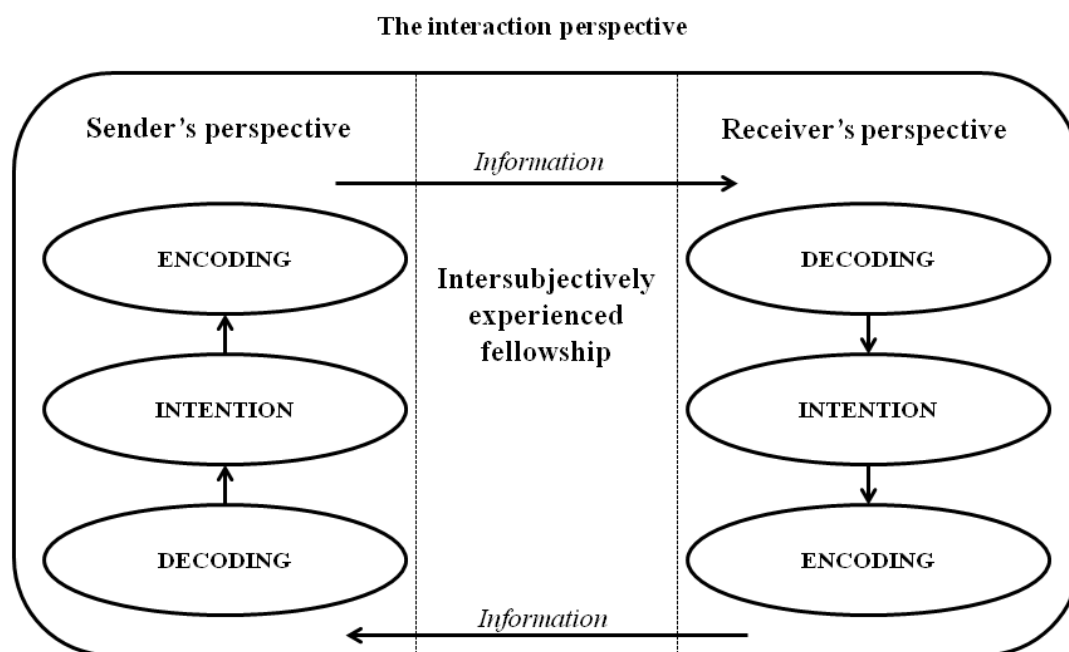 The interaction perspective
Sender’s perspective
Receiver’s perspective
Information
ENCODING
DECODING
Intersubjectively
experienced
fellowship
INTENTION
INTENTION
DECODING
ENCODING
Information